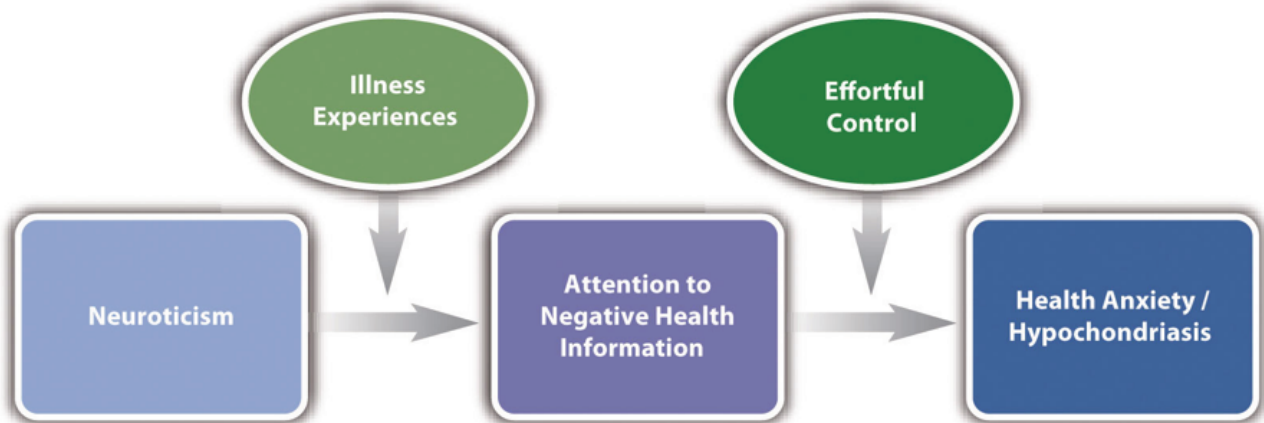 Illness
Experiences
Effortful
Control
Neuroticism
Attention to
Negative Health
Information
Health Anxiety /
Hypochondriasis